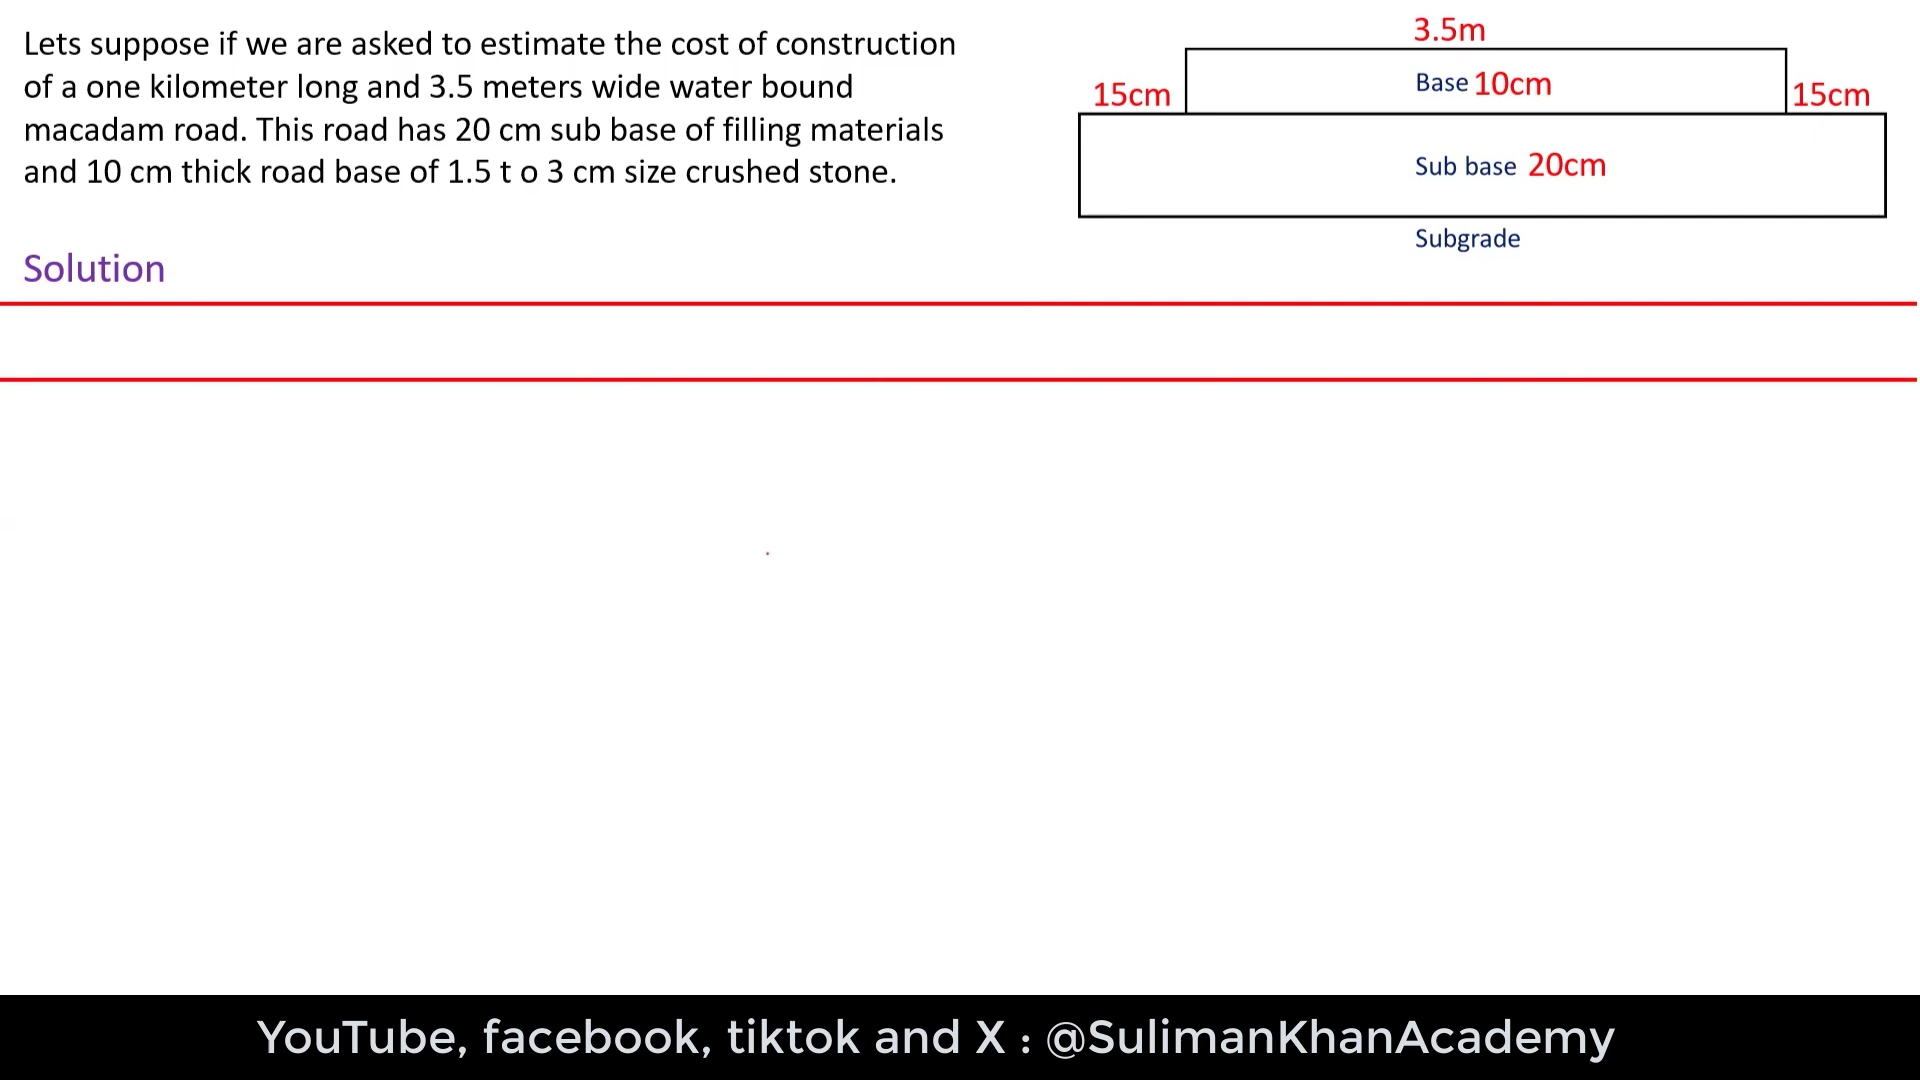 Lets suppose if we are asked to estimate the cost of construction
of a one kilometer long and 3.5 meters wide water bound
macadam road. This road has 20 cm sub base of filling materials
and 10 cm thick road base of 1.5 t o 3 cm size crushed stone.
Solution
3.5m
15cm
Base 10cm
15cm
Sub base 20cm
Subgrade
YouTube, facebook, tiktok and X : @SulimanKhanAcademy